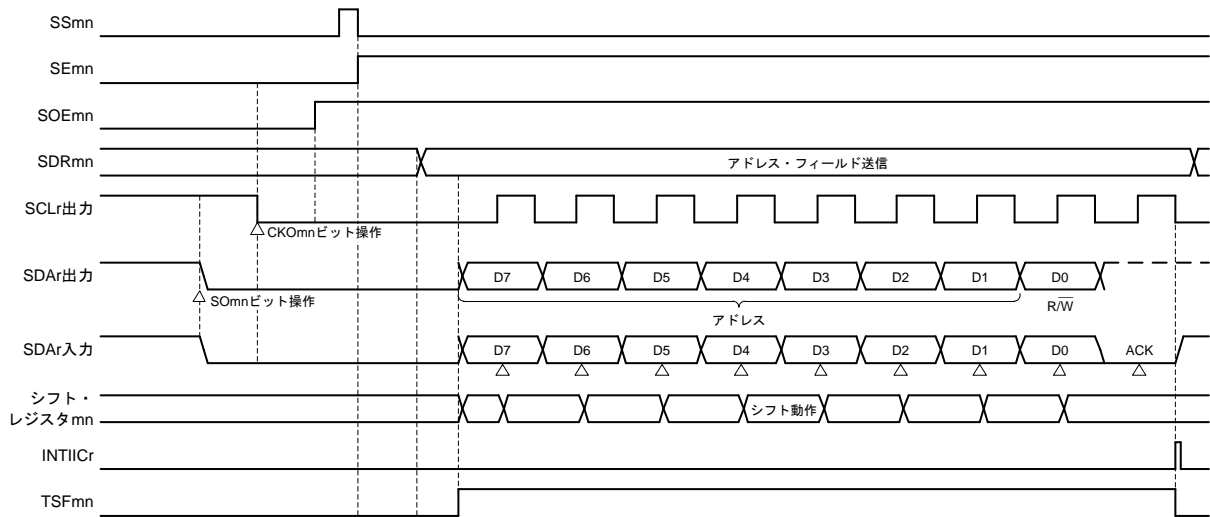 SSmn
SEmn
SOEmn
SDRmn
アドレス・フィールド送信
SCLr出力
CKOmnビット操作
SDAr出力
D7 D6 D5 D4 D3 D2 D1 D0
SOmnビット操作
アドレス
R/W
SDAr入力
D7 D6 D5 D4 D3 D2 D1 D0 ACK
シフト・
レジスタmn
シフト動作
INTIICr
TSFmn